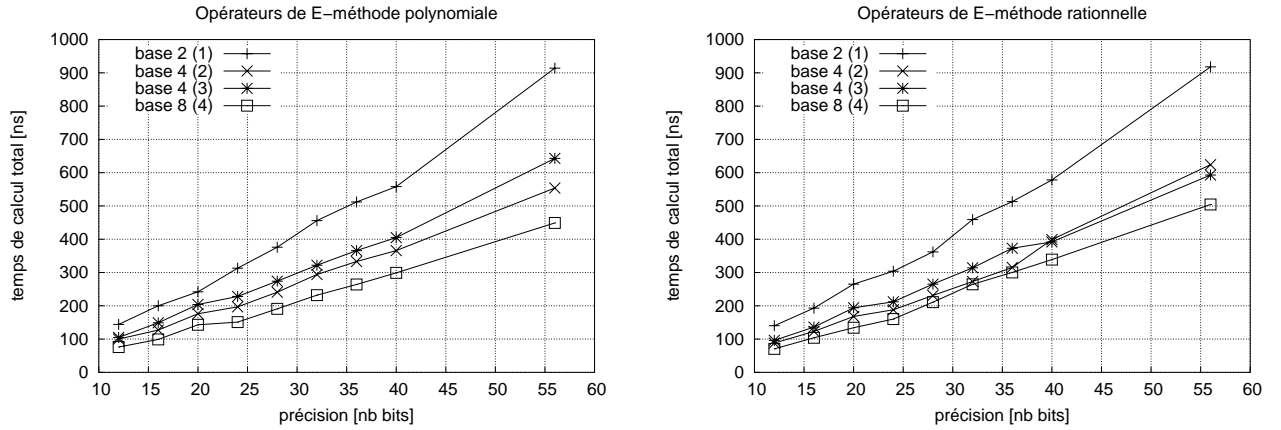 Opérateurs de E−méthode polynomiale
temps de calcul total [ns]
1000
900
800
700
600
500
400
300
200
100
0
base 2 (1)
base 4 (2)
base 4 (3)
base 8 (4)
10 15 20 25 30 35 40 45 50 55 60
précision [nb bits]
Opérateurs de E−méthode rationnelle
temps de calcul total [ns]
1000
900
800
700
600
500
400
300
200
100
0
base 2 (1)
base 4 (2)
base 4 (3)
base 8 (4)
10 15 20 25 30 35 40 45 50 55 60
précision [nb bits]